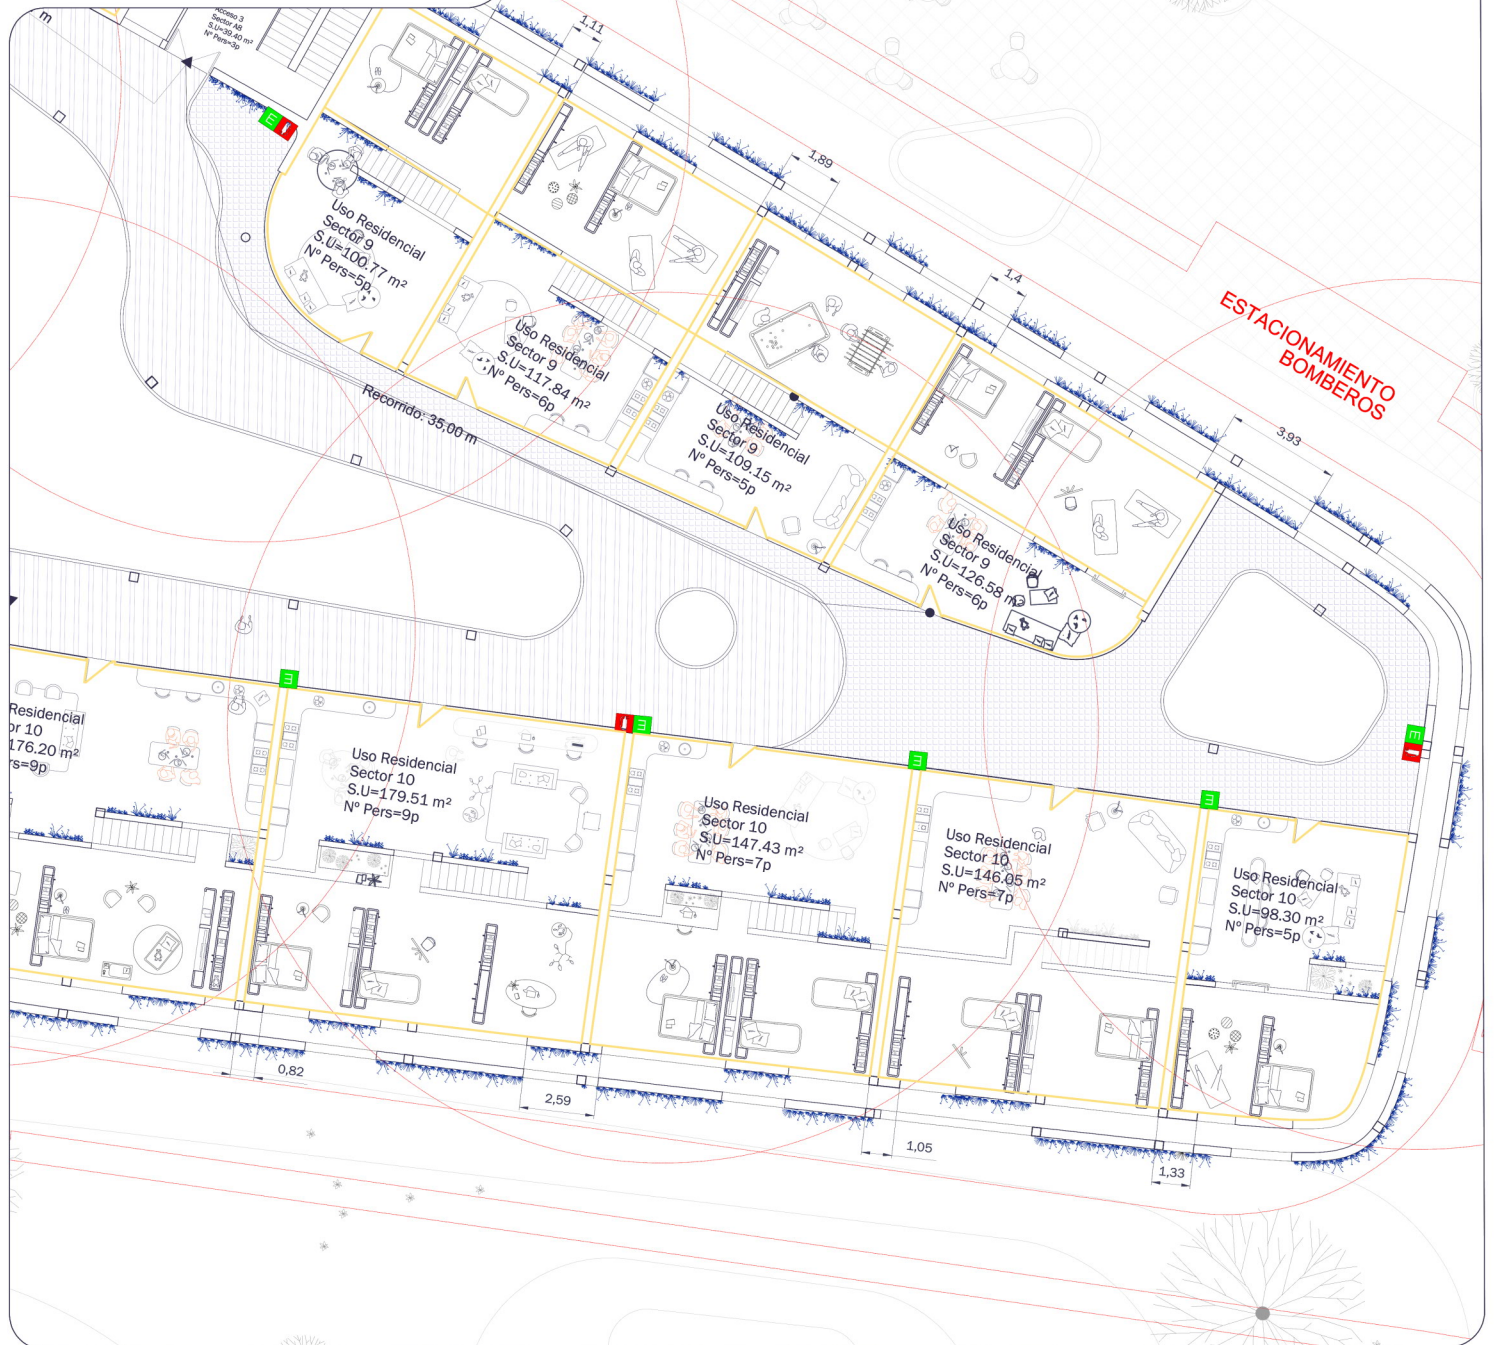 m
Acceso 3
Sector A8
S.U=39.40 m²
Nº Pers=3p
1,11
1,89
1,4
3,93
ESTACIONAMIENTO
BOMBEROS
E
Uso Residencial
Sector 9
S.U=100.77 m²
Nº Pers=5p
Uso Residencial
Sector 9
S.U=117.84 m²
Nº Pers=6p
Uso Residencial
Sector 9
S.U=109.15 m²
Nº Pers=5p
Uso Residencial
Sector 9
S.U=126.58 m²
Nº Pers=6p
Recorrido: 35,00 m
E
E
E
E
E
Residencial
or 10
176.20 m²
rs=9p
Uso Residencial
Sector 10
S.U=179.51 m²
Nº Pers=9p
Uso Residencial
Sector 10
S.U=147.43 m²
Nº Pers=7p
Uso Residencial
Sector 10
S.U=146.05 m²
Nº Pers=7p
Uso Residencial
Sector 10
S.U=98.30 m²
Nº Pers=5p
0,82
2,59
1,05
1,33